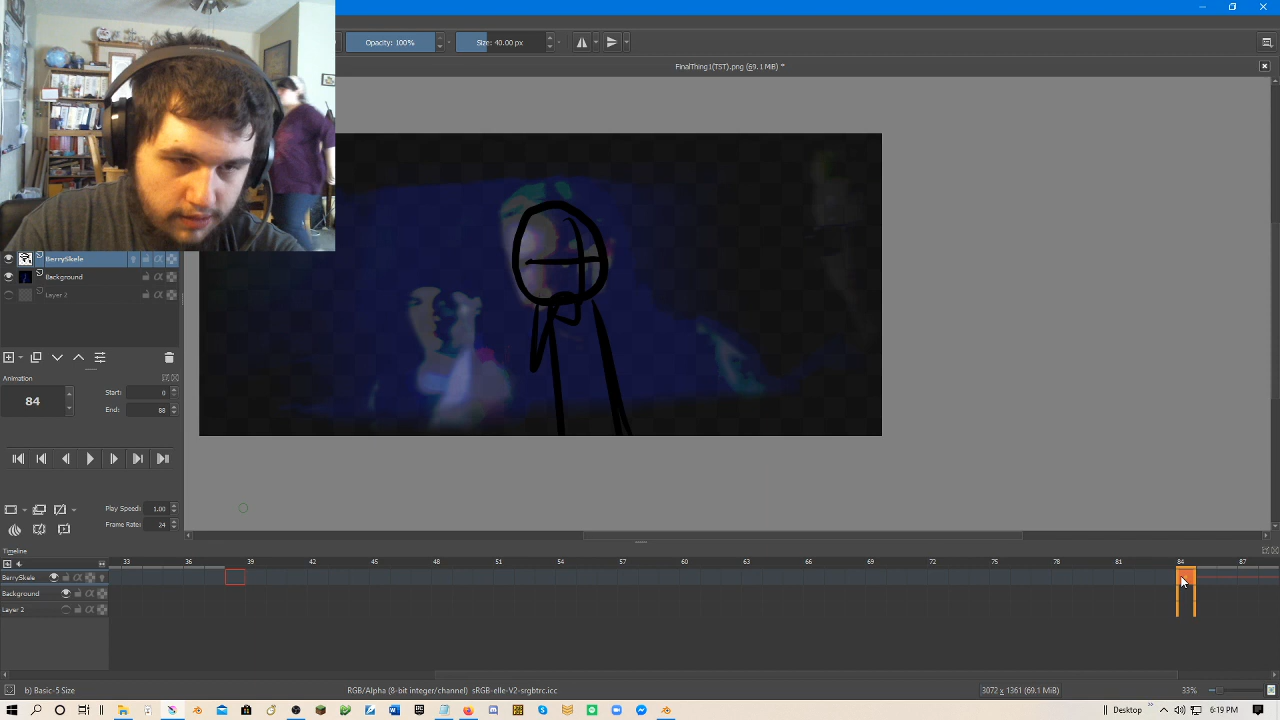 Opacity: 100%
Size: 40.00 px
FinalThing1(TST).png (69.1 MiB) *
BerrySkele
Background
Layer 2
Animation
84
Start: 0
End: 88
Play Speed: 1.00
Frame Rate: 24
Timeline
33 36 39 42 45 48 51 54 57 60 63 66 69 72 75 78 81 84 87
BerrySkele
Background
Layer 2
b) Basic-5 Size
RGB/Alpha (8-bit integer/channel) sRGB-elle-V2-srgbtrc.icc
3072 x 1361 (69.1 MiB)
33%
Desktop
6:19 PM